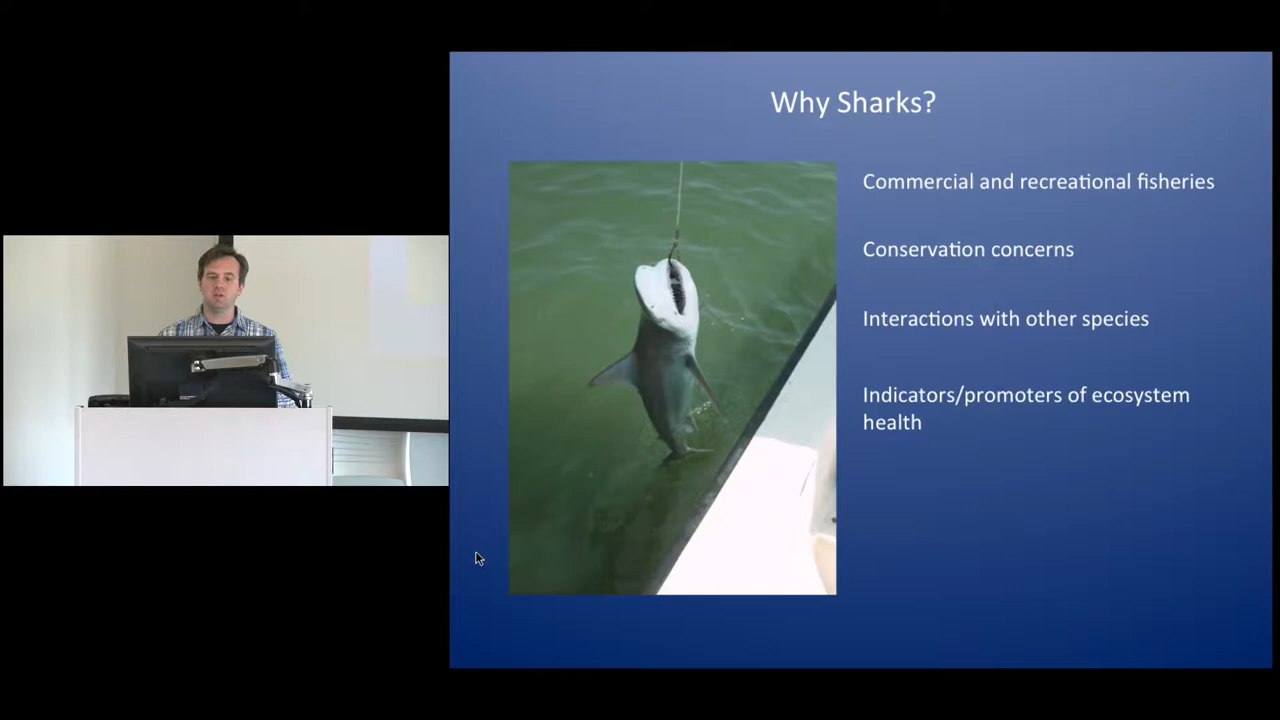 Why Sharks?
Commercial and recreational fisheries
Conservation concerns
Interactions with other species
Indicators/promoters of ecosystem
health